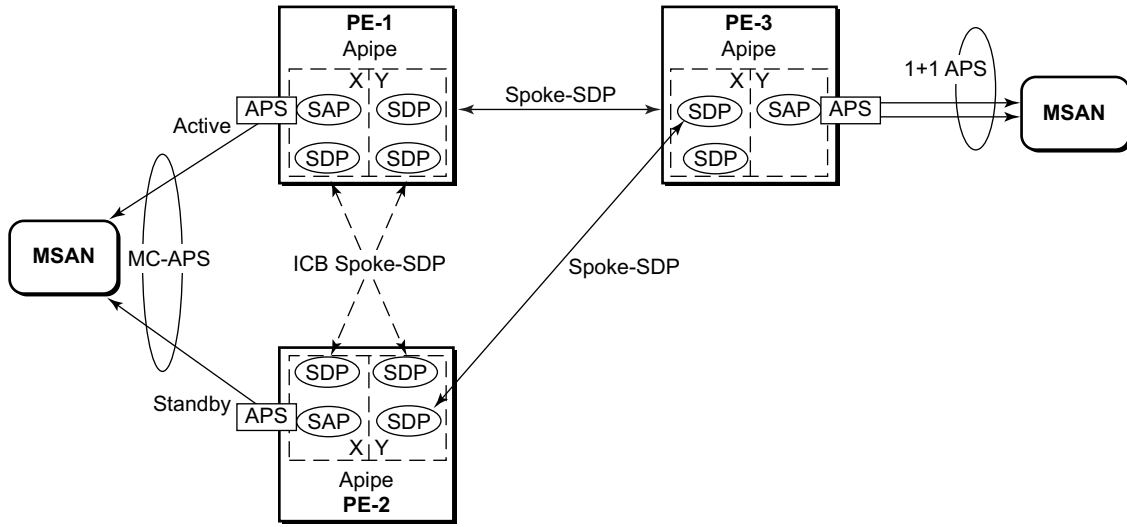 PE-1
Apipe
X Y
APS
SAP
SDP
SDP
SDP
Active
Spoke-SDP
PE-3
Apipe
X Y
SDP
SAP
APS
SDP
1+1 APS
MSAN
MSAN
MC-APS
ICB Spoke-SDP
Spoke-SDP
Standby
SDP
SDP
APS
SAP
SDP
X Y
Apipe
PE-2